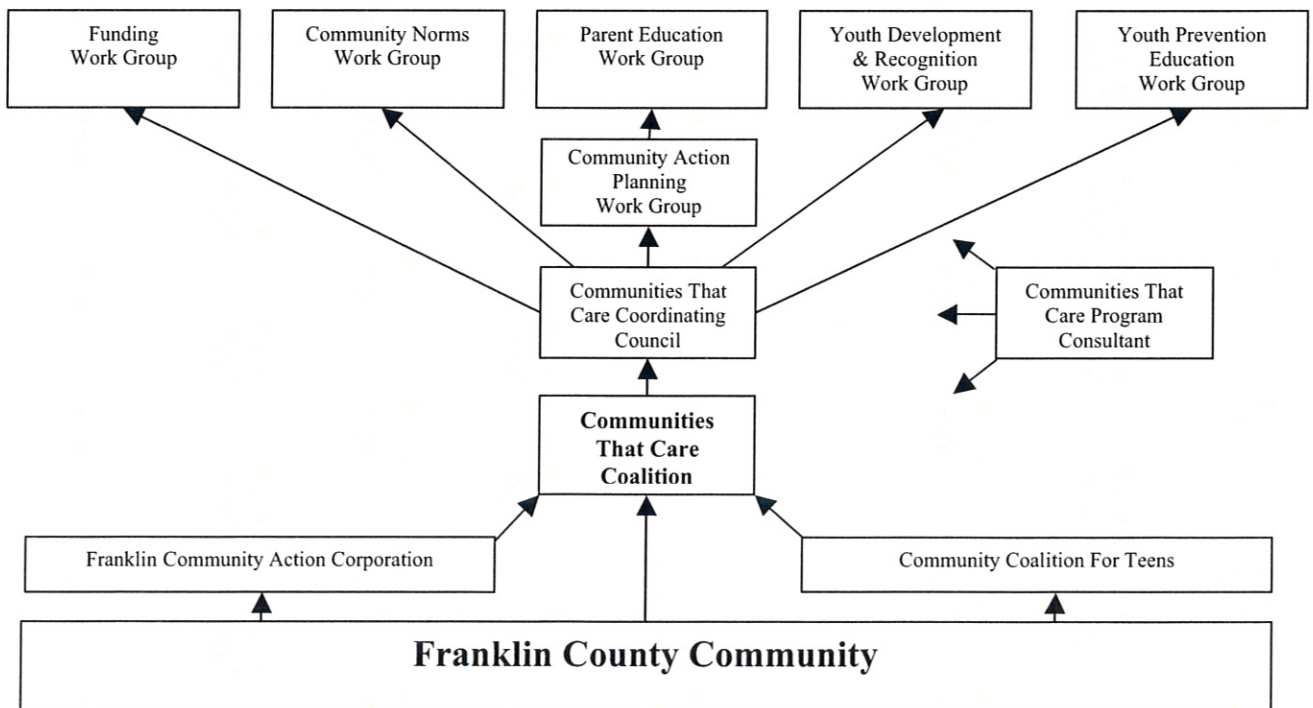 Funding
Work Group
Community Norms
Work Group
Parent Education
Work Group
Youth Development
& Recognition
Work Group
Youth Prevention
Education
Work Group
Community Action
Planning
Work Group
Communities That
Care Coordinating
Council
Communities That
Care Program
Consultant
Communities
That Care
Coalition
Franklin Community Action Corporation
Community Coalition For Teens
Franklin County Community